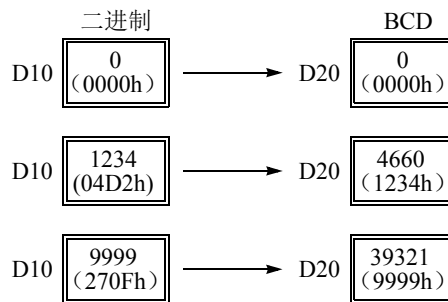 二进制 BCD
D10 0 D20 0
（0000h） （0000h）
D10 1234 D20 4660
(04D2h) （1234h）
D10 9999 D20 39321
（270Fh） （9999h）